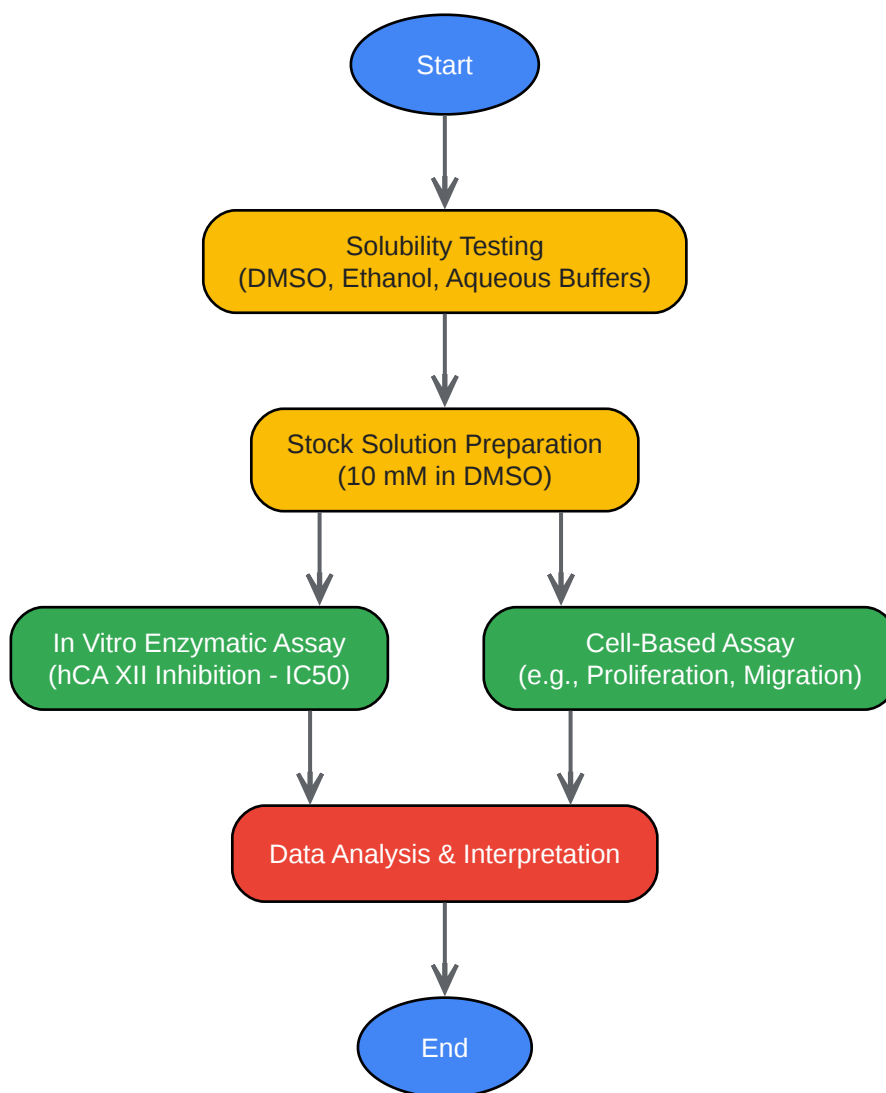 Start
Solubility Testing
(DMSO, Ethanol, Aqueous Buffers)
Stock Solution Preparation
(10 mM in DMSO)
In Vitro Enzymatic Assay
(hCA XII Inhibition - IC50)
Cell-Based Assay
(e.g., Proliferation, Migration)
Data Analysis & Interpretation
End